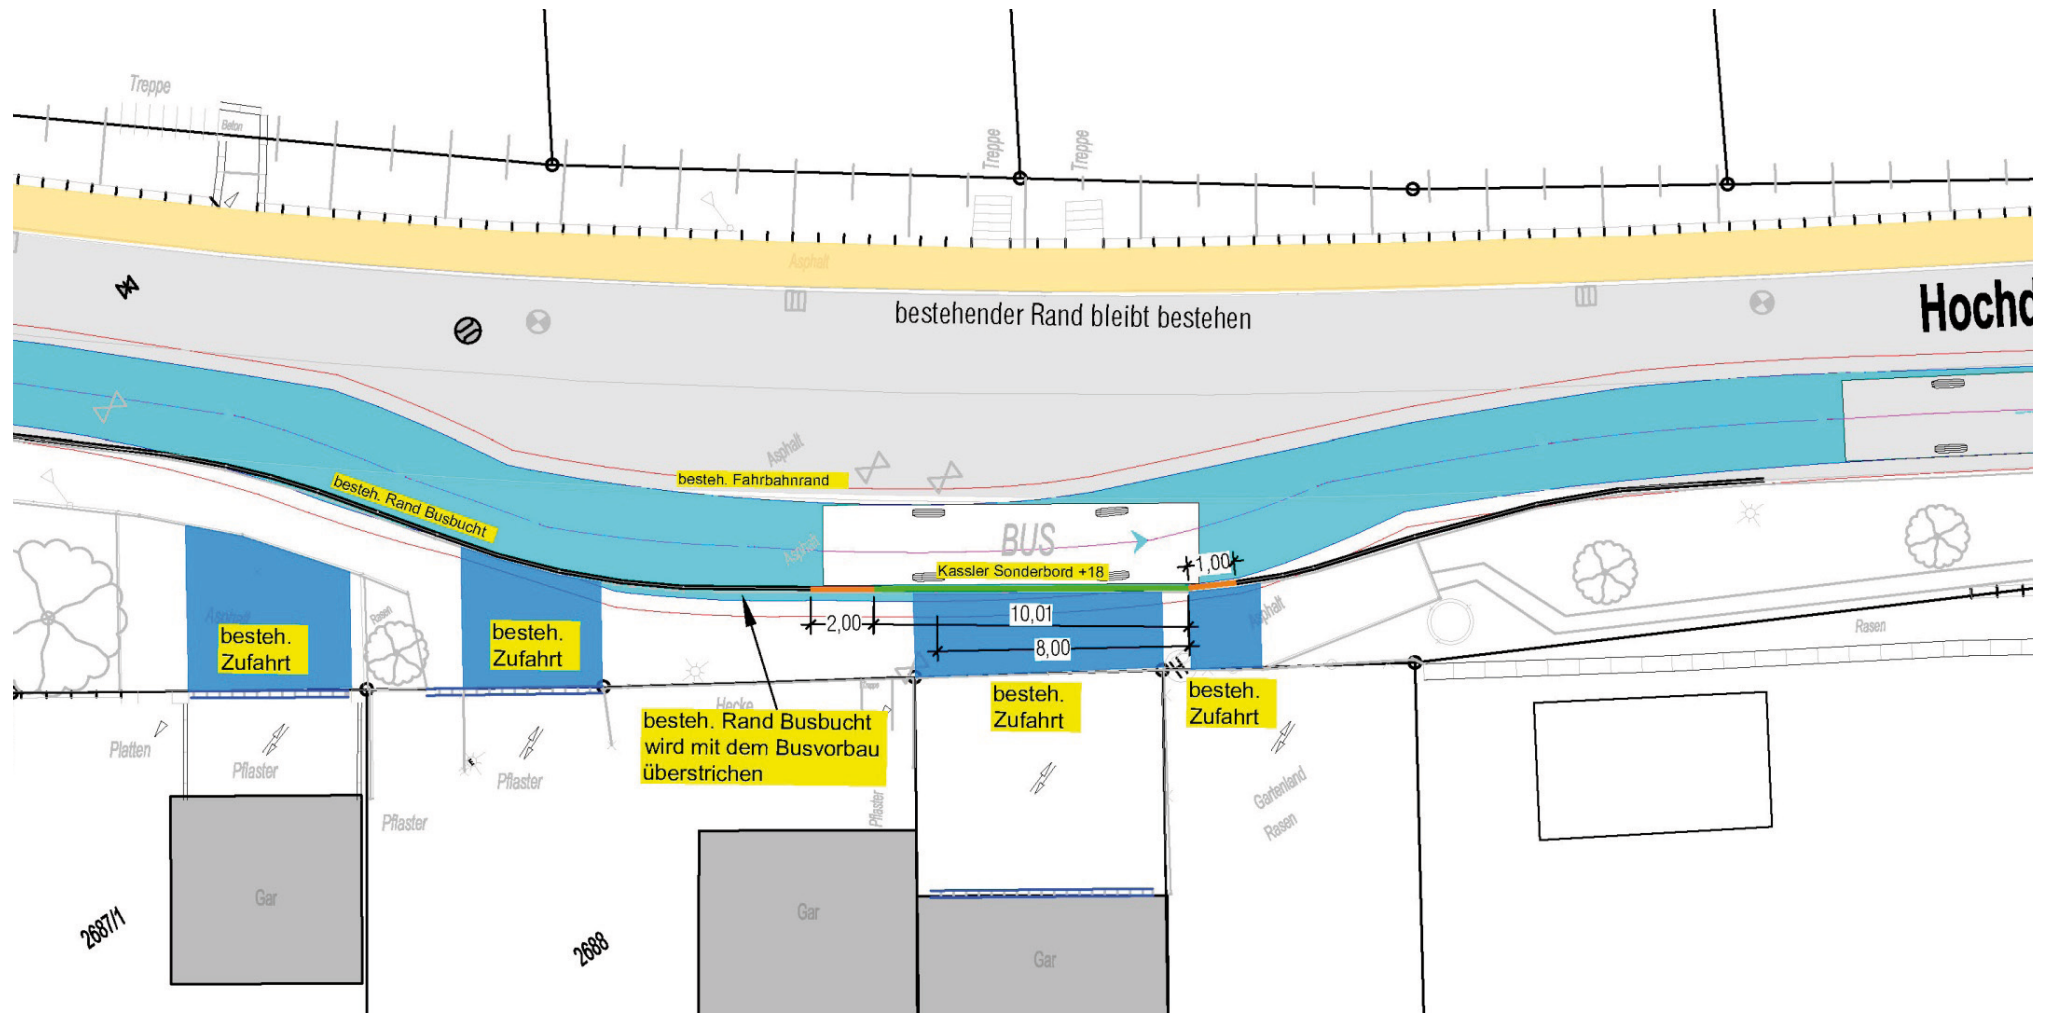 Treppe
Beton
Treppe
Treppe
Asphalt
bestehender Rand bleibt bestehen
Hochd
Asphalt
besteh. Fahrbahnrand
besteh. Rand Busbucht
BUS
Asphalt
Kassler Sonderbord +18
1,00
2,00
10,01
8,00
Asphalt
Asphalt
Rasen
Rasen
besteh.
Zufahrt
besteh.
Zufahrt
besteh.
Zufahrt
besteh.
Zufahrt
H
Hecke
besteh. Rand Busbucht
wird mit dem Busvorbau
überstrichen
Platten
Pflaster
Pflaster
Pflaster
Pflaster
Gartenland
Rasen
Gar
Gar
Gar
2687/1
2688